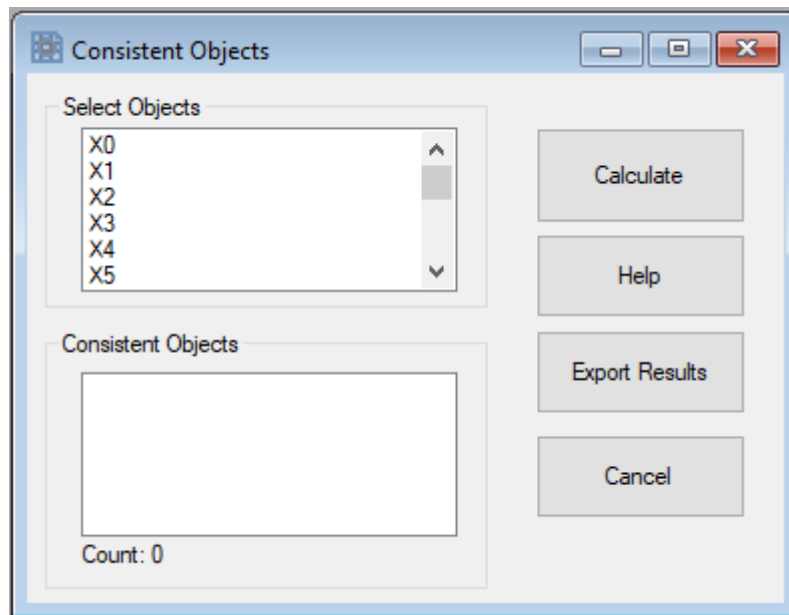 Consistent Objects
Select Objects
X0
X1
X2
X3
X4
X5
Consistent Objects
Count: 0
Calculate
Help
Export Results
Cancel